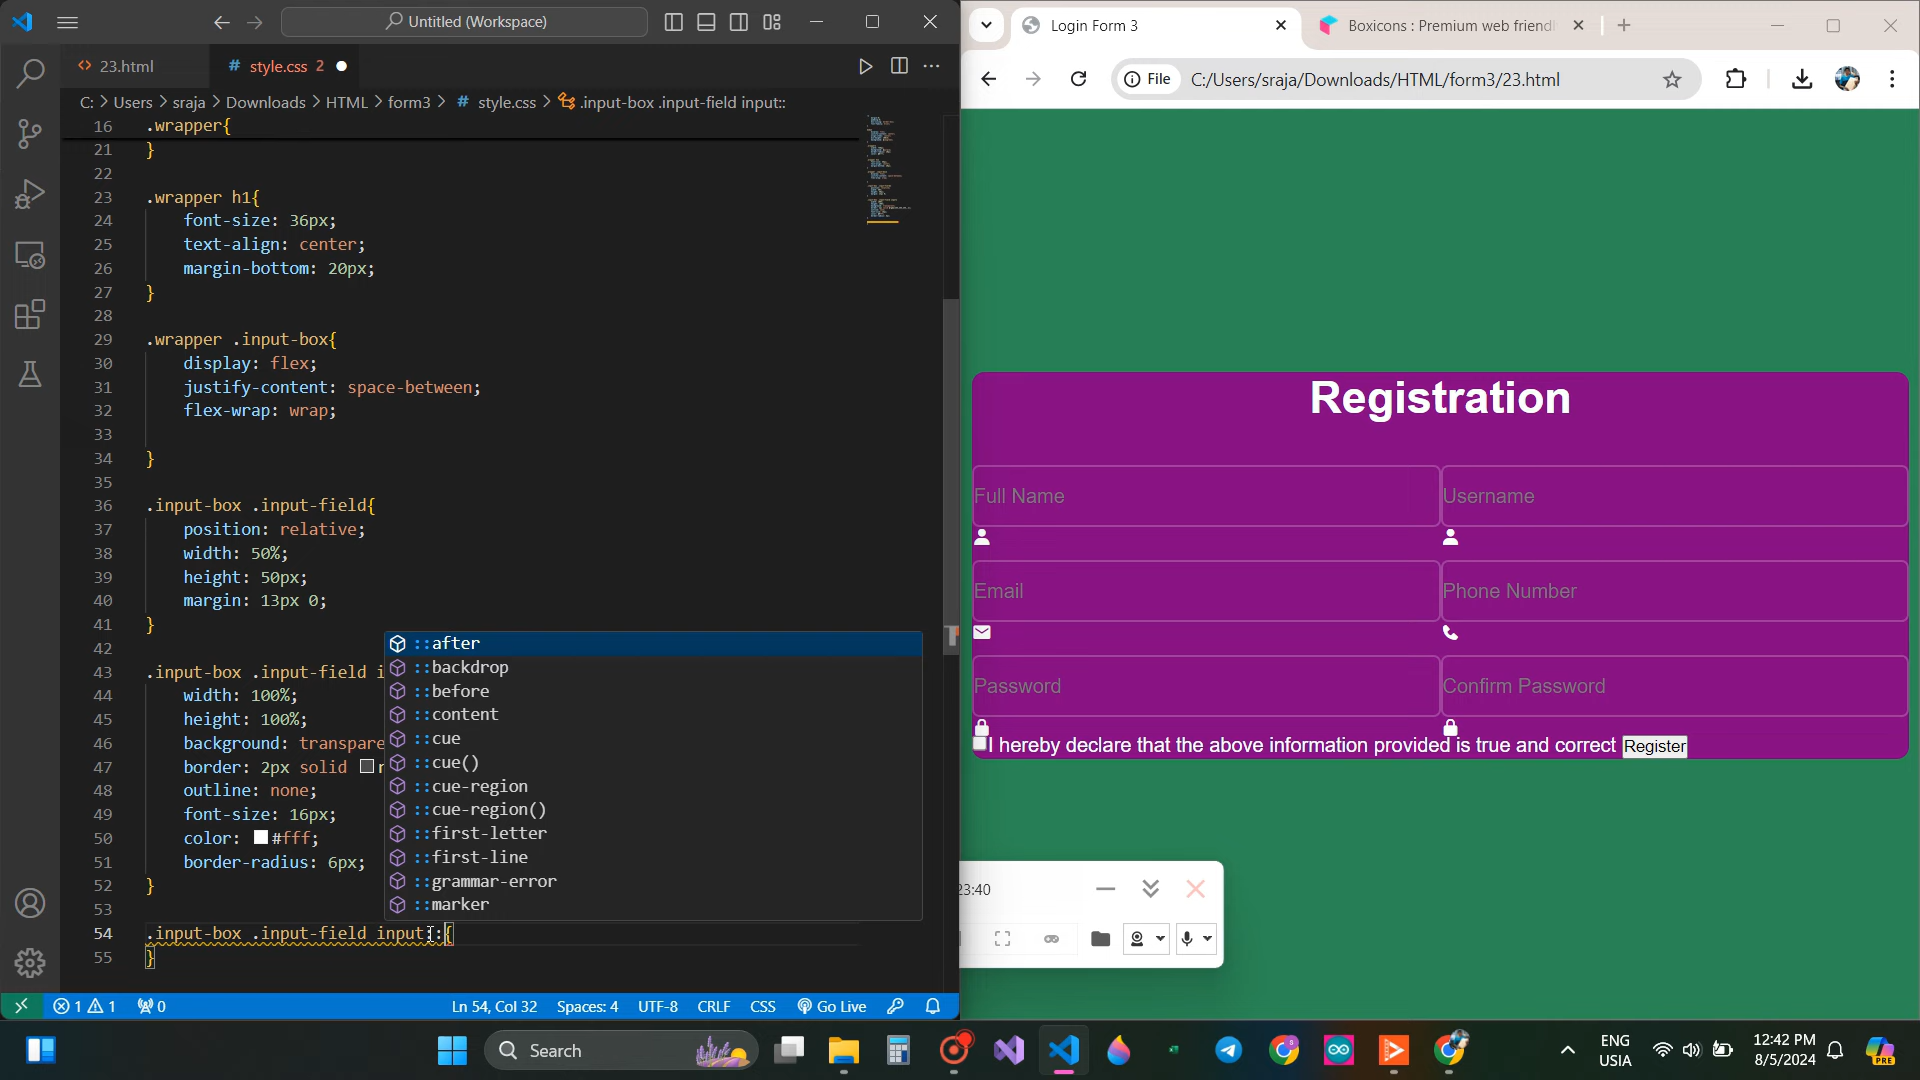 Untitled (Workspace)
23.html
style.css 2
C: > Users > sraja > Downloads > HTML > form3 > # style.css > .input-box .input-field input::
16 .wrapper{
21 }
22
23 .wrapper h1{
24 font-size: 36px;
25 text-align: center;
26 margin-bottom: 20px;
27 }
28
29 .wrapper .input-box{
30 display: flex;
31 justify-content: space-between;
32 flex-wrap: wrap;
33
34 }
35
36 .input-box .input-field{
37 position: relative;
38 width: 50%;
39 height: 50px;
40 margin: 13px 0;
41 }
42
43 .input-box .input-field i
44 width: 100%;
45 height: 100%;
46 background: transpare
47 border: 2px solid r
48 outline: none;
49 font-size: 16px;
50 color: #fff;
51 border-radius: 6px;
52 }
53
54 .input-box .input-field input::{
55 }
::after
::backdrop
::before
::content
::cue
::cue()
::cue-region
::cue-region()
::first-letter
::first-line
::grammar-error
::marker
1 1 0
Ln 54, Col 32
Spaces: 4
UTF-8
CRLF
CSS
Go Live
Login Form 3
Boxicons : Premium web friend
File
C:/Users/sraja/Downloads/HTML/form3/23.html
Registration
Full Name
Username
Email
Phone Number
Password
Confirm Password
I hereby declare that the above information provided is true and correct
Register
23:40
Search
ENG
USIA
12:42 PM
8/5/2024
PRE